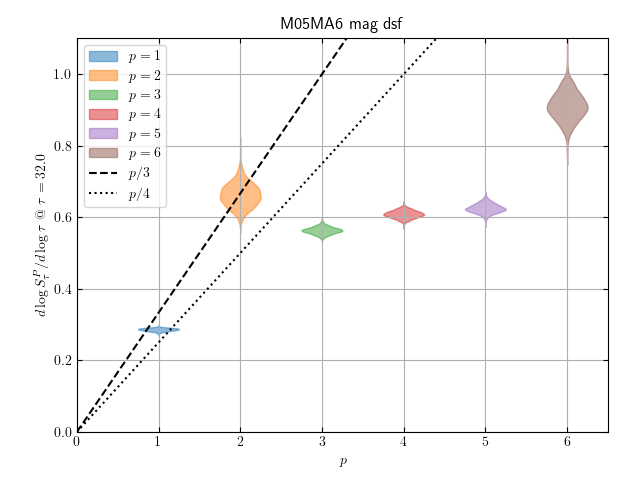 M05MA6 mag dsf
d log S_τ^P / d log τ @ τ = 32.0
1.0
0.8
0.6
0.4
0.2
0.0
p = 1
p = 2
p = 3
p = 4
p = 5
p = 6
p/3
p/4
0 1 2 3 4 5 6
p